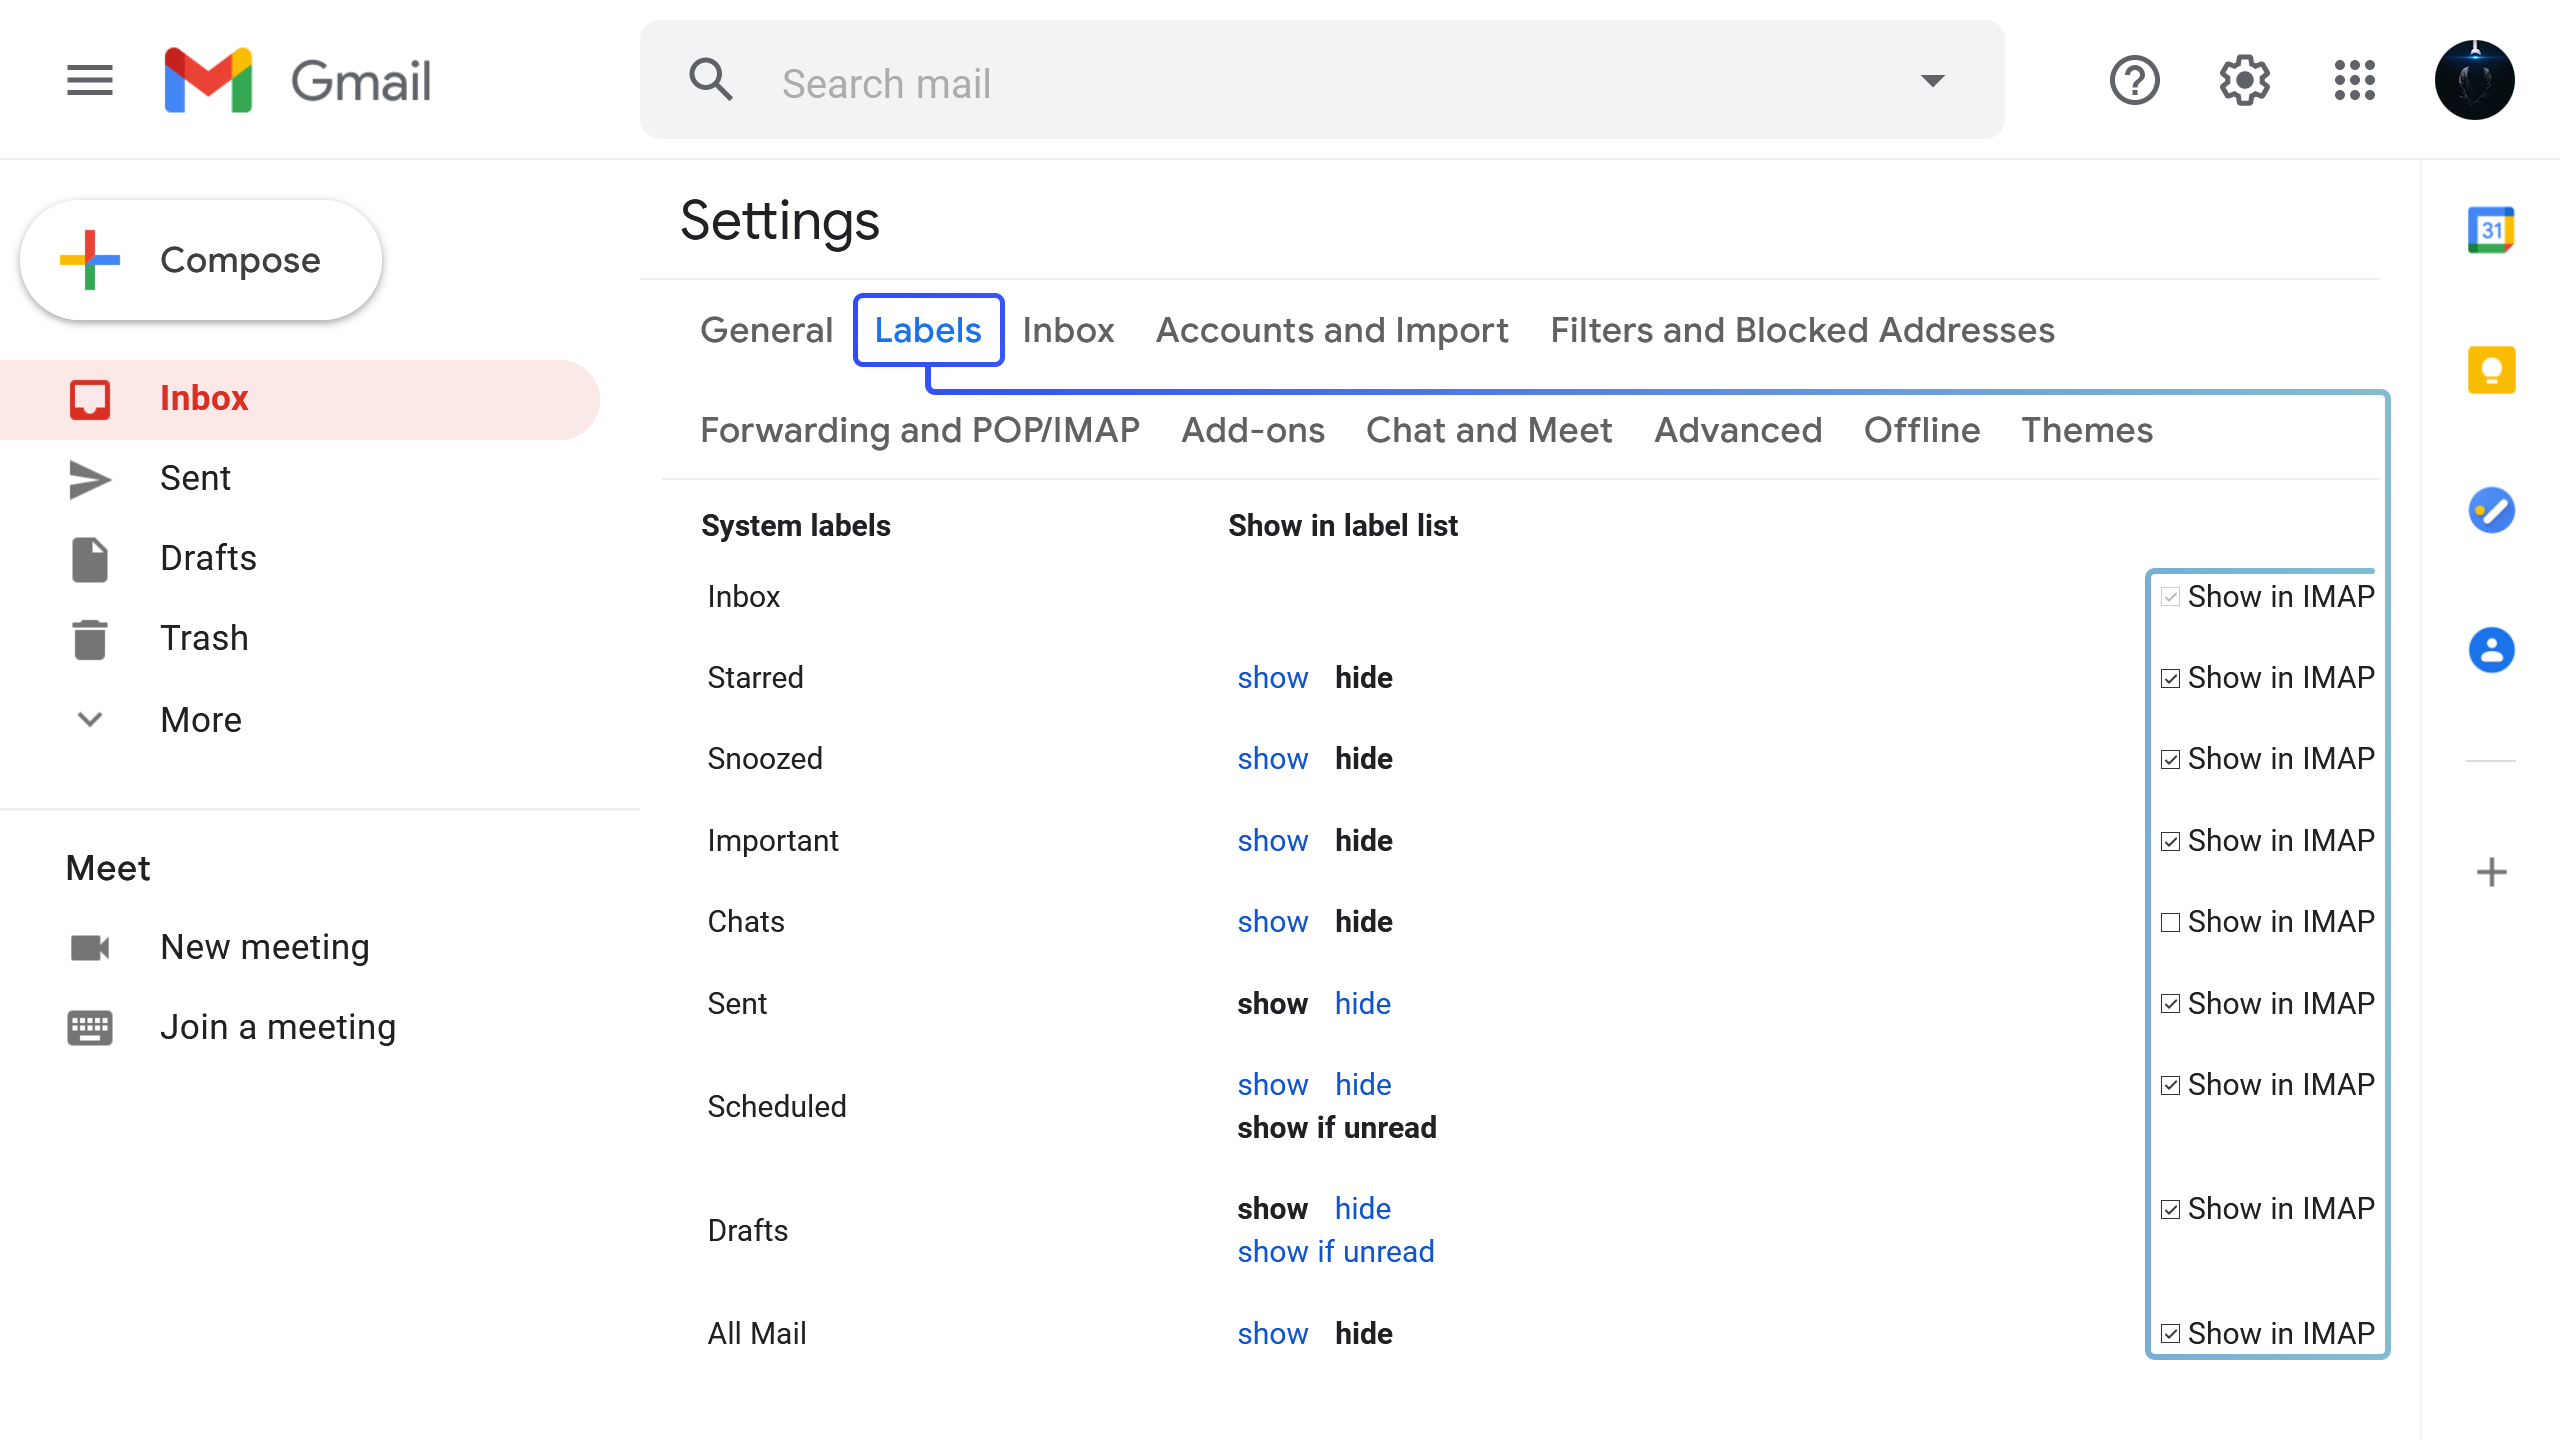 Gmail
Search mail
Compose
Inbox
Sent
Drafts
Trash
More
Meet
New meeting
Join a meeting
Settings
General Labels Inbox Accounts and Import Filters and Blocked Addresses
Forwarding and POP/IMAP Add-ons Chat and Meet Advanced Offline Themes
System labels Show in label list
Inbox Show in IMAP
Starred show hide Show in IMAP
Snoozed show hide Show in IMAP
Important show hide Show in IMAP
Chats show hide Show in IMAP
Sent show hide Show in IMAP
Scheduled show hide Show in IMAP
show if unread
Drafts show hide Show in IMAP
show if unread
All Mail show hide Show in IMAP
31